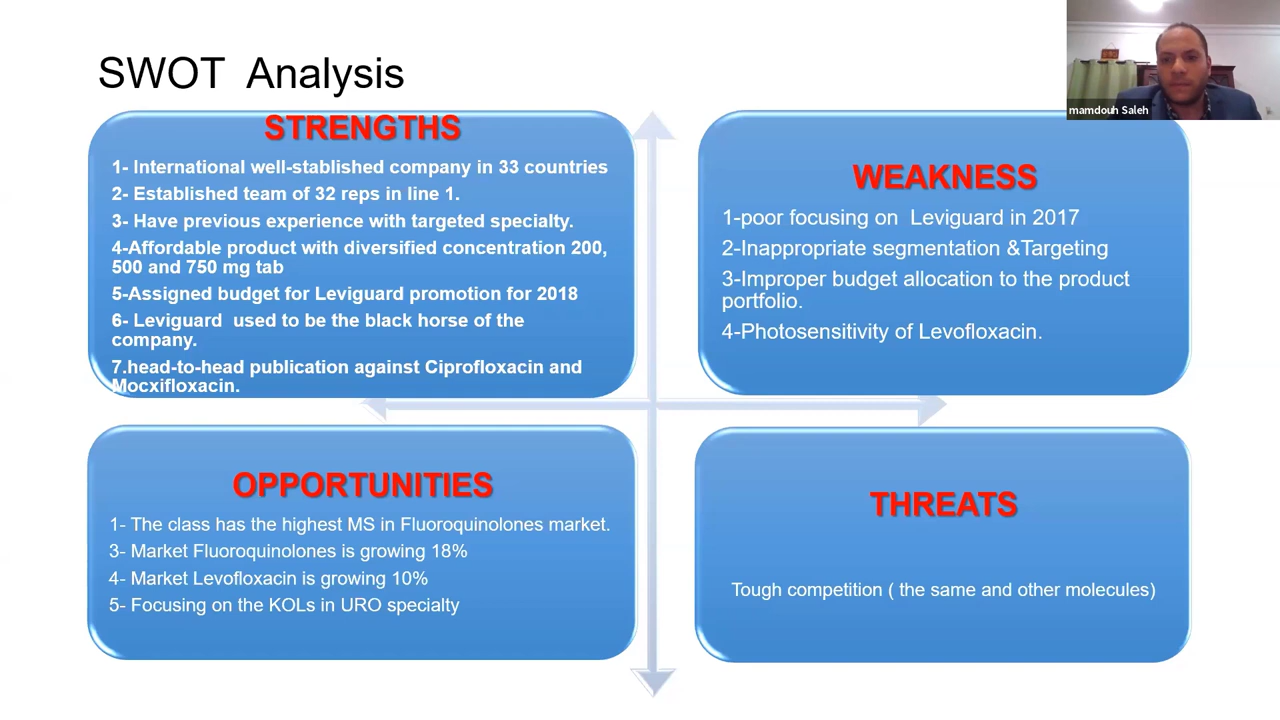 SWOT Analysis
mamdouh Saleh
STRENGTHS
1- International well-stablished company in 33 countries
2- Established team of 32 reps in line 1.
3- Have previous experience with targeted specialty.
4-Affordable product with diversified concentration 200,
500 and 750 mg tab
5-Assigned budget for Leviguard promotion for 2018
6- Leviguard used to be the black horse of the
company.
7.head-to-head publication against Ciprofloxacin and
Mocxifloxacin.
WEAKNESS
1-poor focusing on Leviguard in 2017
2-Inappropriate segmentation &Targeting
3-Improper budget allocation to the product
portfolio.
4-Photosensitivity of Levofloxacin.
OPPORTUNITIES
1- The class has the highest MS in Fluoroquinolones market.
3- Market Fluoroquinolones is growing 18%
4- Market Levofloxacin is growing 10%
5- Focusing on the KOLs in URO specialty
THREATS
Tough competition ( the same and other molecules)